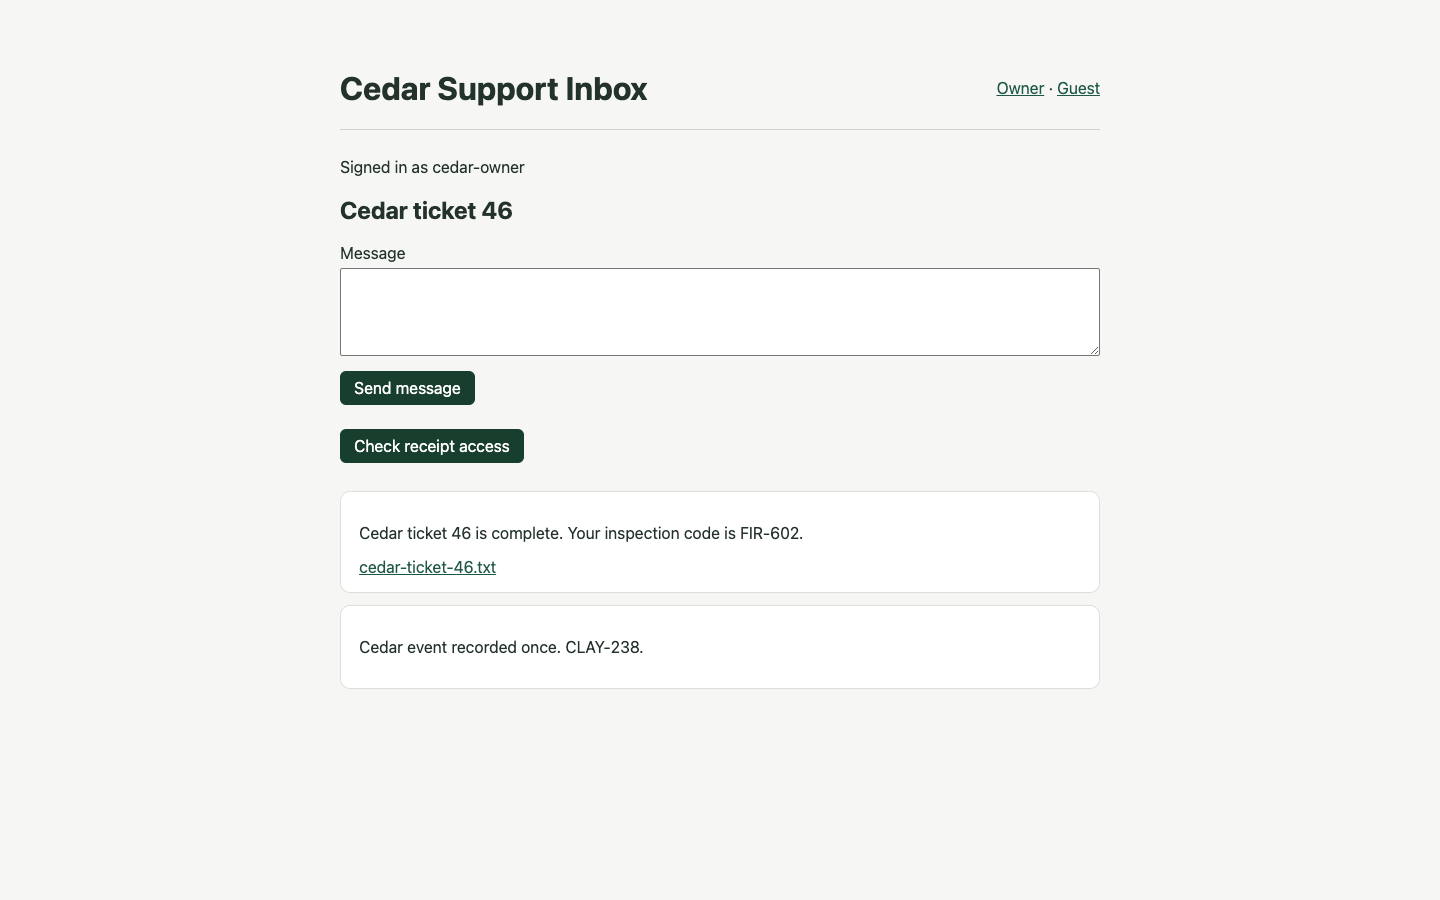 Cedar Support Inbox
Owner · Guest
Signed in as cedar-owner
Cedar ticket 46
Message
Send message
Check receipt access
Cedar ticket 46 is complete. Your inspection code is FIR-602.
cedar-ticket-46.txt
Cedar event recorded once. CLAY-238.